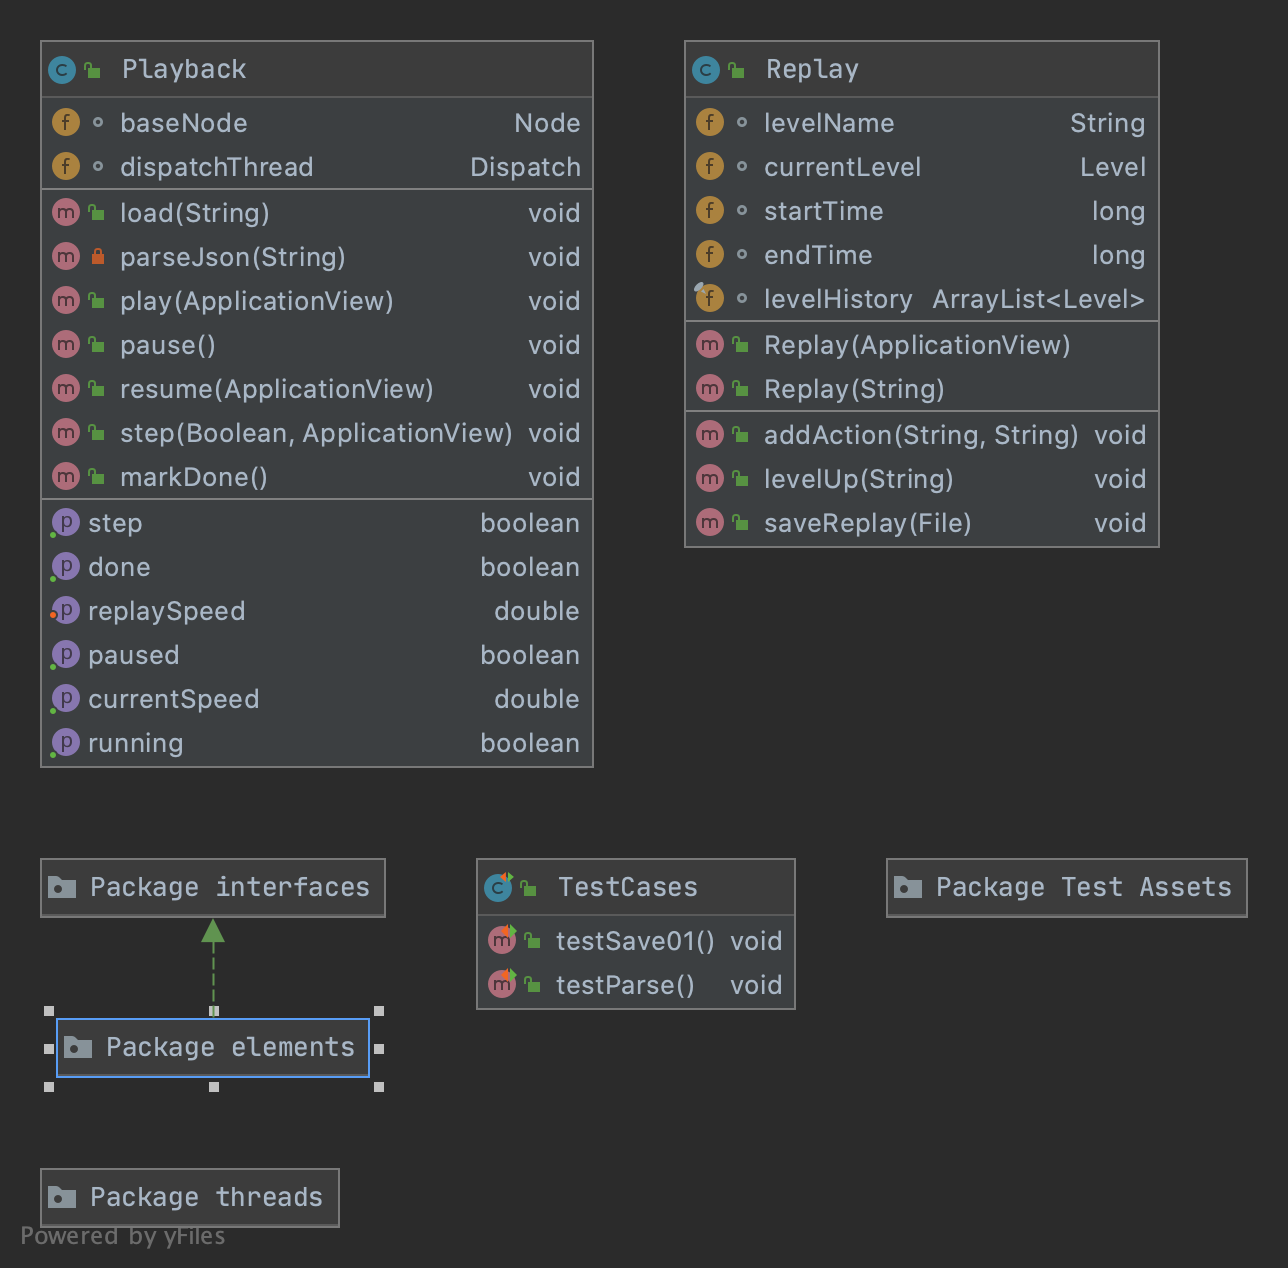 Playback
baseNode Node
dispatchThread Dispatch
load(String) void
parseJson(String) void
play(ApplicationView) void
pause() void
resume(ApplicationView) void
step(Boolean, ApplicationView) void
markDone() void
step boolean
done boolean
replaySpeed double
paused boolean
currentSpeed double
running boolean
Replay
levelName String
currentLevel Level
startTime long
endTime long
levelHistory ArrayList<Level>
Replay(ApplicationView)
Replay(String)
addAction(String, String) void
levelUp(String) void
saveReplay(File) void
Package interfaces
TestCases
testSave01() void
testParse() void
Package Test Assets
Package elements
Package threads
Powered by yFiles